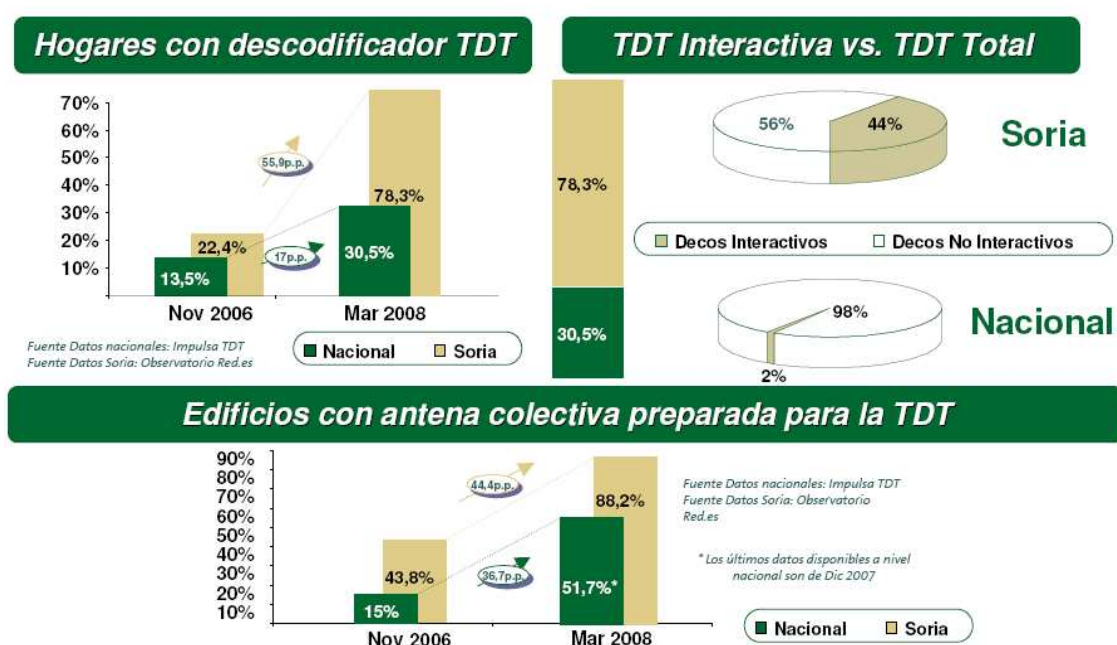 Hogares con descodificador TDT
70%
60%
50%
40%
30%
20%
10%
55,9p.p.
17p.p.
22,4%
13,5%
78,3%
30,5%
Nov 2006
Mar 2008
Fuente Datos nacionales: Impulsa TDT
Fuente Datos Soria: Observatorio Red.es
Nacional
Soria
TDT Interactiva vs. TDT Total
78,3%
30,5%
56%
44%
Soria
Decos Interactivos
Decos No Interactivos
98%
2%
Nacional
Edificios con antena colectiva preparada para la TDT
90%
80%
70%
60%
50%
40%
30%
20%
10%
44,4p.p.
36,7p.p.
43,8%
15%
88,2%
51,7%*
Nov 2006
Mar 2008
Fuente Datos nacionales: Impulsa TDT
Fuente Datos Soria: Observatorio
Red.es
* Los últimos datos disponibles a nivel
nacional son de Dic 2007
Nacional
Soria